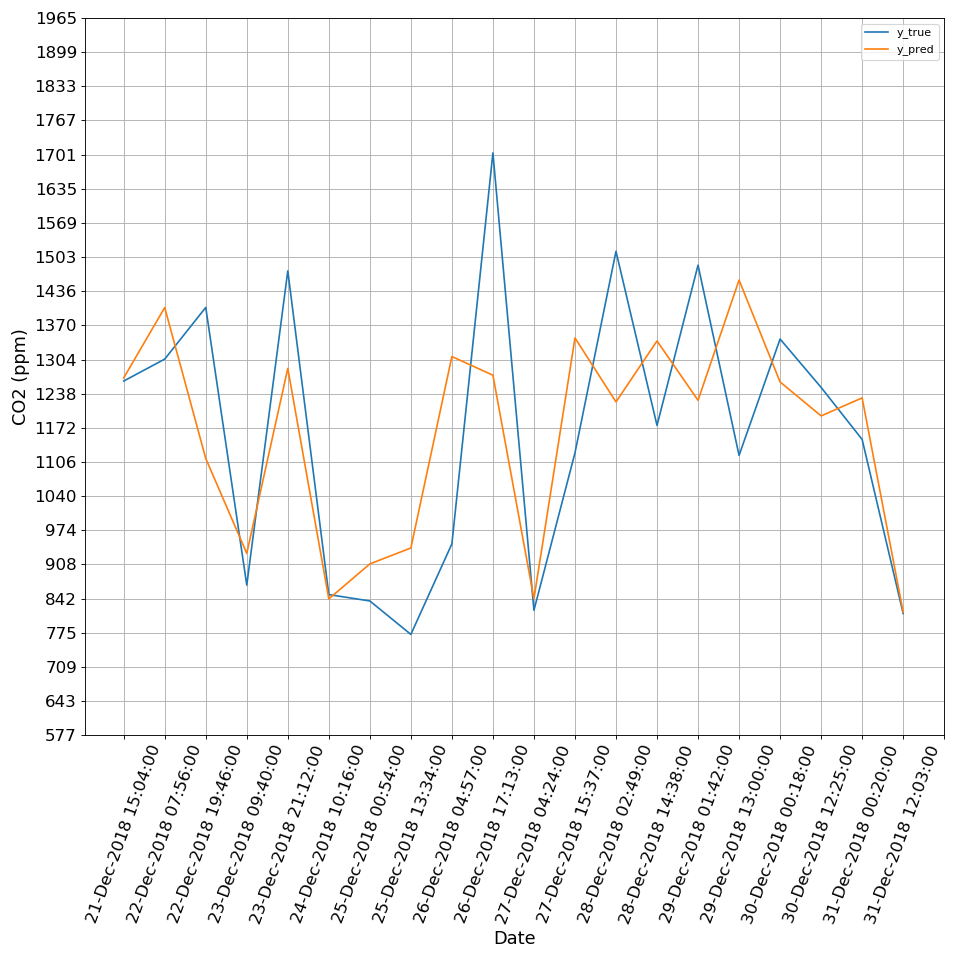 1965
1899
1833
1767
1701
1635
1569
1503
1436
1370
1304
1238
1172
1106
1040
974
908
842
775
709
643
577
CO2 (ppm)
y_true
y_pred
21-Dec-2018 15:04:00
22-Dec-2018 07:56:00
22-Dec-2018 19:46:00
23-Dec-2018 09:40:00
23-Dec-2018 21:12:00
24-Dec-2018 10:16:00
25-Dec-2018 00:54:00
25-Dec-2018 13:34:00
26-Dec-2018 04:57:00
26-Dec-2018 17:13:00
27-Dec-2018 04:24:00
27-Dec-2018 15:37:00
28-Dec-2018 02:49:00
28-Dec-2018 14:38:00
29-Dec-2018 01:42:00
29-Dec-2018 13:00:00
30-Dec-2018 00:18:00
30-Dec-2018 12:25:00
31-Dec-2018 00:20:00
31-Dec-2018 12:03:00
Date